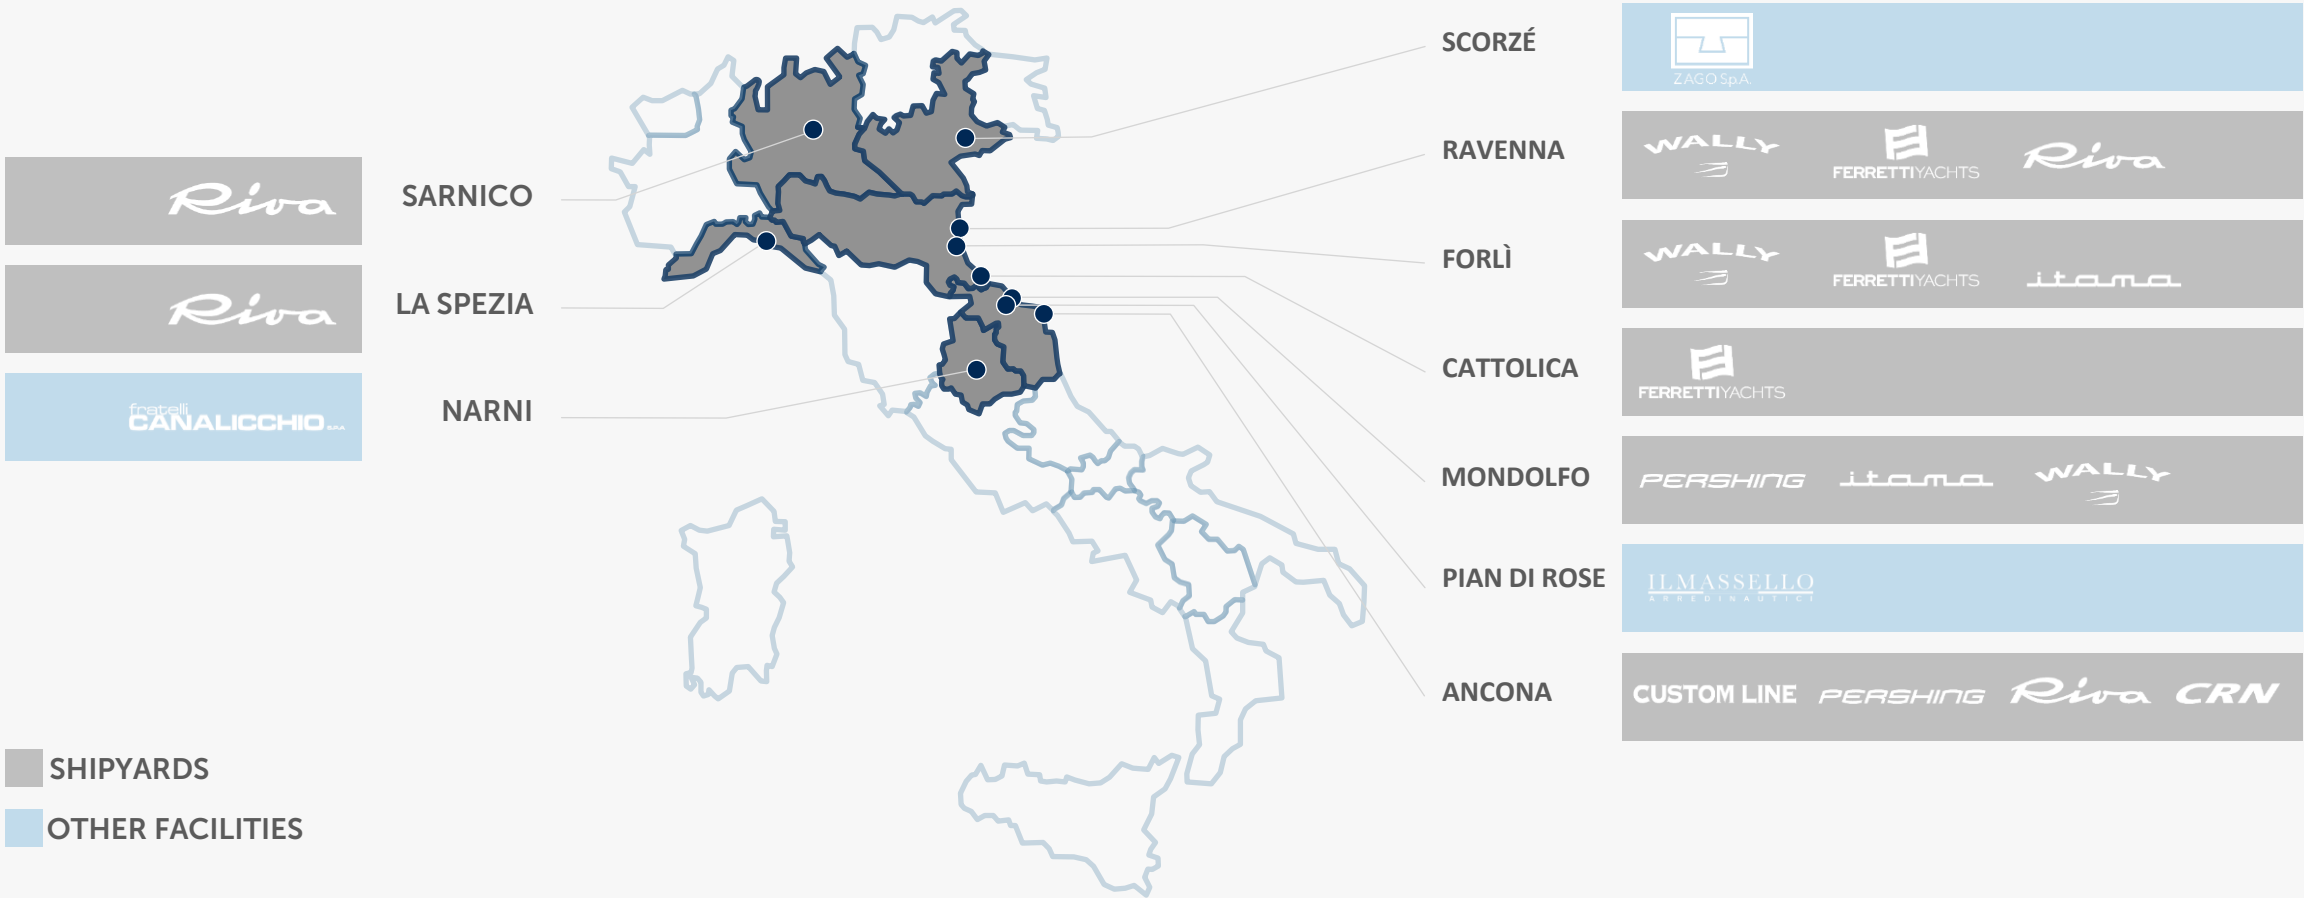 Riva
SARNICO
Riva
LA SPEZIA
fratelli
CANALICCHIO S.P.A.
NARNI
SHIPYARDS
OTHER FACILITIES
SCORZÉ
ZAGO S.p.A.
RAVENNA
WALLY FERRETTIYACHTS Riva
FORLÌ
WALLY FERRETTIYACHTS itama
CATTOLICA
FERRETTIYACHTS
MONDOLFO
PERSHING itama WALLY
PIAN DI ROSE
ILMASSELLO
ARREDINAUTICI
ANCONA
CUSTOM LINE PERSHING Riva CRN